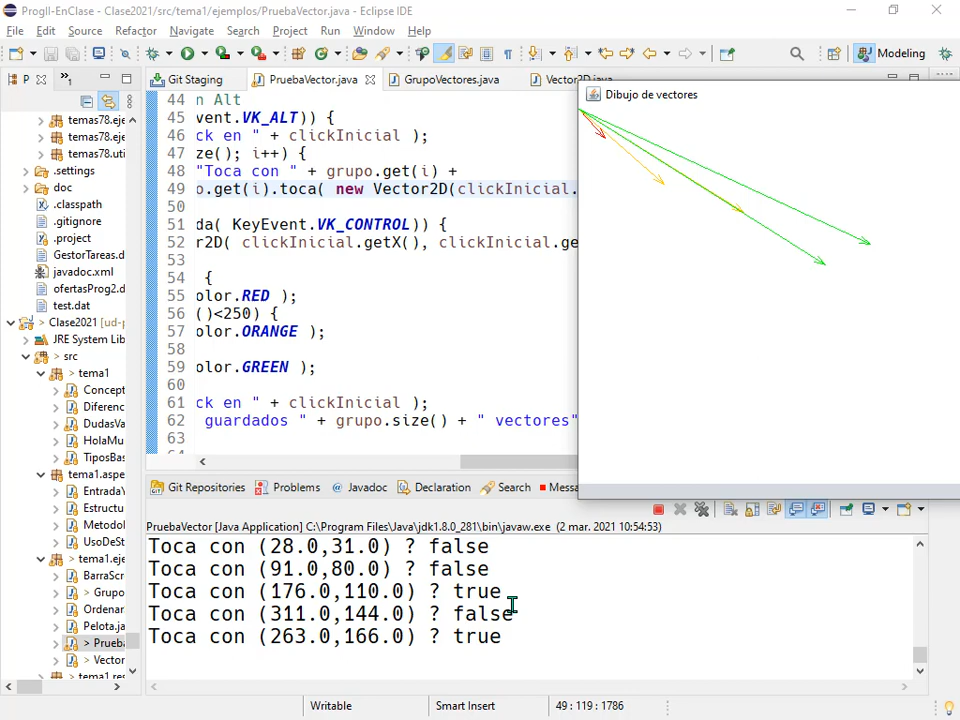 ProgII-EnClase - Clase2021/src/tema1/ejemplos/PruebaVector.java - Eclipse IDE
File Edit Source Refactor Navigate Search Project Run Window Help
Modeling
P
Git Staging
PruebaVector.java
GrupoVectores.java
Vector2D.java
temas78.eje
temas78.eje
temas78.uti
.settings
doc
.classpath
.gitignore
.project
GestorTareas.d
javadoc.xml
ofertasProg2.d
test.dat
Clase2021 [ud-p
JRE System Lib
> src
> tema1
Concept
Diferenc
DudasVa
HolaMu
TiposBas
tema1.aspe
EntradaY
Estructu
Metodol
UsoDeSt
> tema1.eje
BarraScr
> Grupo
Ordenar
Pelota.ja
> Prueba
> Vector
> tema1.res
44 n Alt
45 vent.VK_ALT)) {
46 ck en " + clickInicial );
47 ze(); i++) {
48 "Toca con " + grupo.get(i) +
49 o.get(i).toca( new Vector2D(clickInicial.
50
51 da( KeyEvent.VK_CONTROL)) {
52 r2D( clickInicial.getX(), clickInicial.ge
53
54 {
55 olor.RED );
56 ()<250) {
57 olor.ORANGE );
58
59 olor.GREEN );
60
61 ck en " + clickInicial );
62 guardados " + grupo.size() + " vectores"
63
Dibujo de vectores
Git Repositories
Problems
@ Javadoc
Declaration
Search
Messa
PruebaVector [Java Application] C:\Program Files\Java\jdk1.8.0_281\bin\javaw.exe (2 mar. 2021 10:54:53)
Toca con (28.0,31.0) ? false
Toca con (91.0,80.0) ? false
Toca con (176.0,110.0) ? true
Toca con (311.0,144.0) ? false
Toca con (263.0,166.0) ? true
Writable
Smart Insert
49 : 119 : 1786